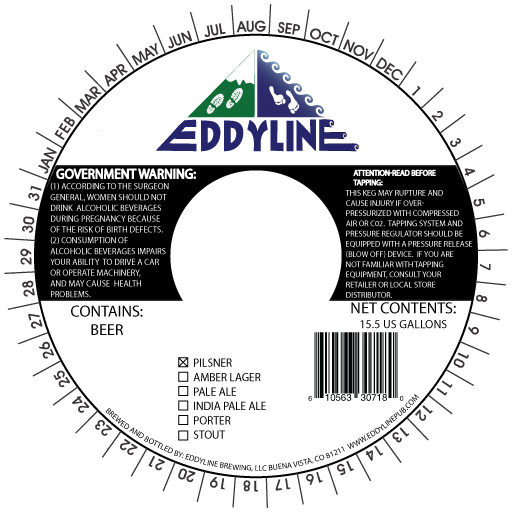 JAN FEB MAR APR MAY JUN JUL AUG SEP OCT NOV DEC 1 2 3 4 5 6 7 8 9 10 11 12 13 14 15 16 17 18 19 20 21 22 23 24 25 26 27 28 29 30 31
EDDYLINE
GOVERNMENT WARNING:
(1) ACCORDING TO THE SURGEON
GENERAL, WOMEN SHOULD NOT
DRINK ALCOHOLIC BEVERAGES
DURING PREGNANCY BECAUSE
OF THE RISK OF BIRTH DEFECTS.
(2) CONSUMPTION OF
ALCOHOLIC BEVERAGES IMPAIRS
YOUR ABILITY TO DRIVE A CAR
OR OPERATE MACHINERY,
AND MAY CAUSE HEALTH
PROBLEMS.
ATTENTION-READ BEFORE
TAPPING:
THIS KEG MAY RUPTURE AND
CAUSE INJURY IF OVER-
PRESSURIZED WITH COMPRESSED
AIR OR CO2. TAPPING SYSTEM AND
PRESSURE REGULATOR SHOULD BE
EQUIPPED WITH A PRESSURE RELEASE
(BLOW OFF) DEVICE. IF YOU ARE
NOT FAMILIAR WITH TAPPING
EQUIPMENT, CONSULT YOUR
RETAILER OR LOCAL STORE
DISTRIBUTOR.
CONTAINS:
BEER
NET CONTENTS:
15.5 US GALLONS
PILSNER
AMBER LAGER
PALE ALE
INDIA PALE ALE
PORTER
STOUT
6 10563 30718 0
BREWED AND BOTTLED BY: EDDYLINE BREWING, LLC BUENA VISTA, CO 81211 WWW.EDDYLINEPUB.COM